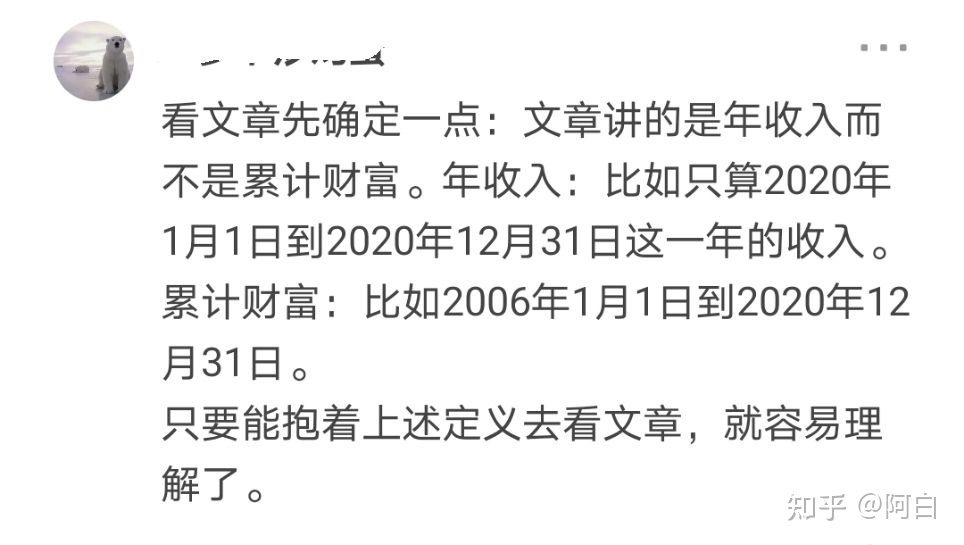 看文章先确定一点：文章讲的是年收入而
不是累计财富。年收入：比如只算2020年
1月1日到2020年12月31日这一年的收入。
累计财富：比如2006年1月1日到2020年12
月31日。
只要能抱着上述定义去看文章，就容易理
解了。
知乎 @阿白